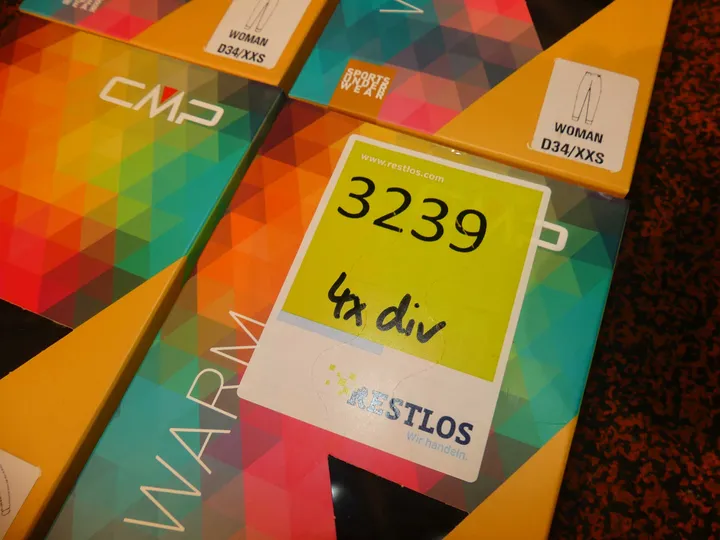 WOMAN
D34/XXS
SPORTS
UNDER
WEAR
WOMAN
D34/XXS
CMP
www.restlos.com
3239
4x div
RESTLOS
Wir handeln.
WARM